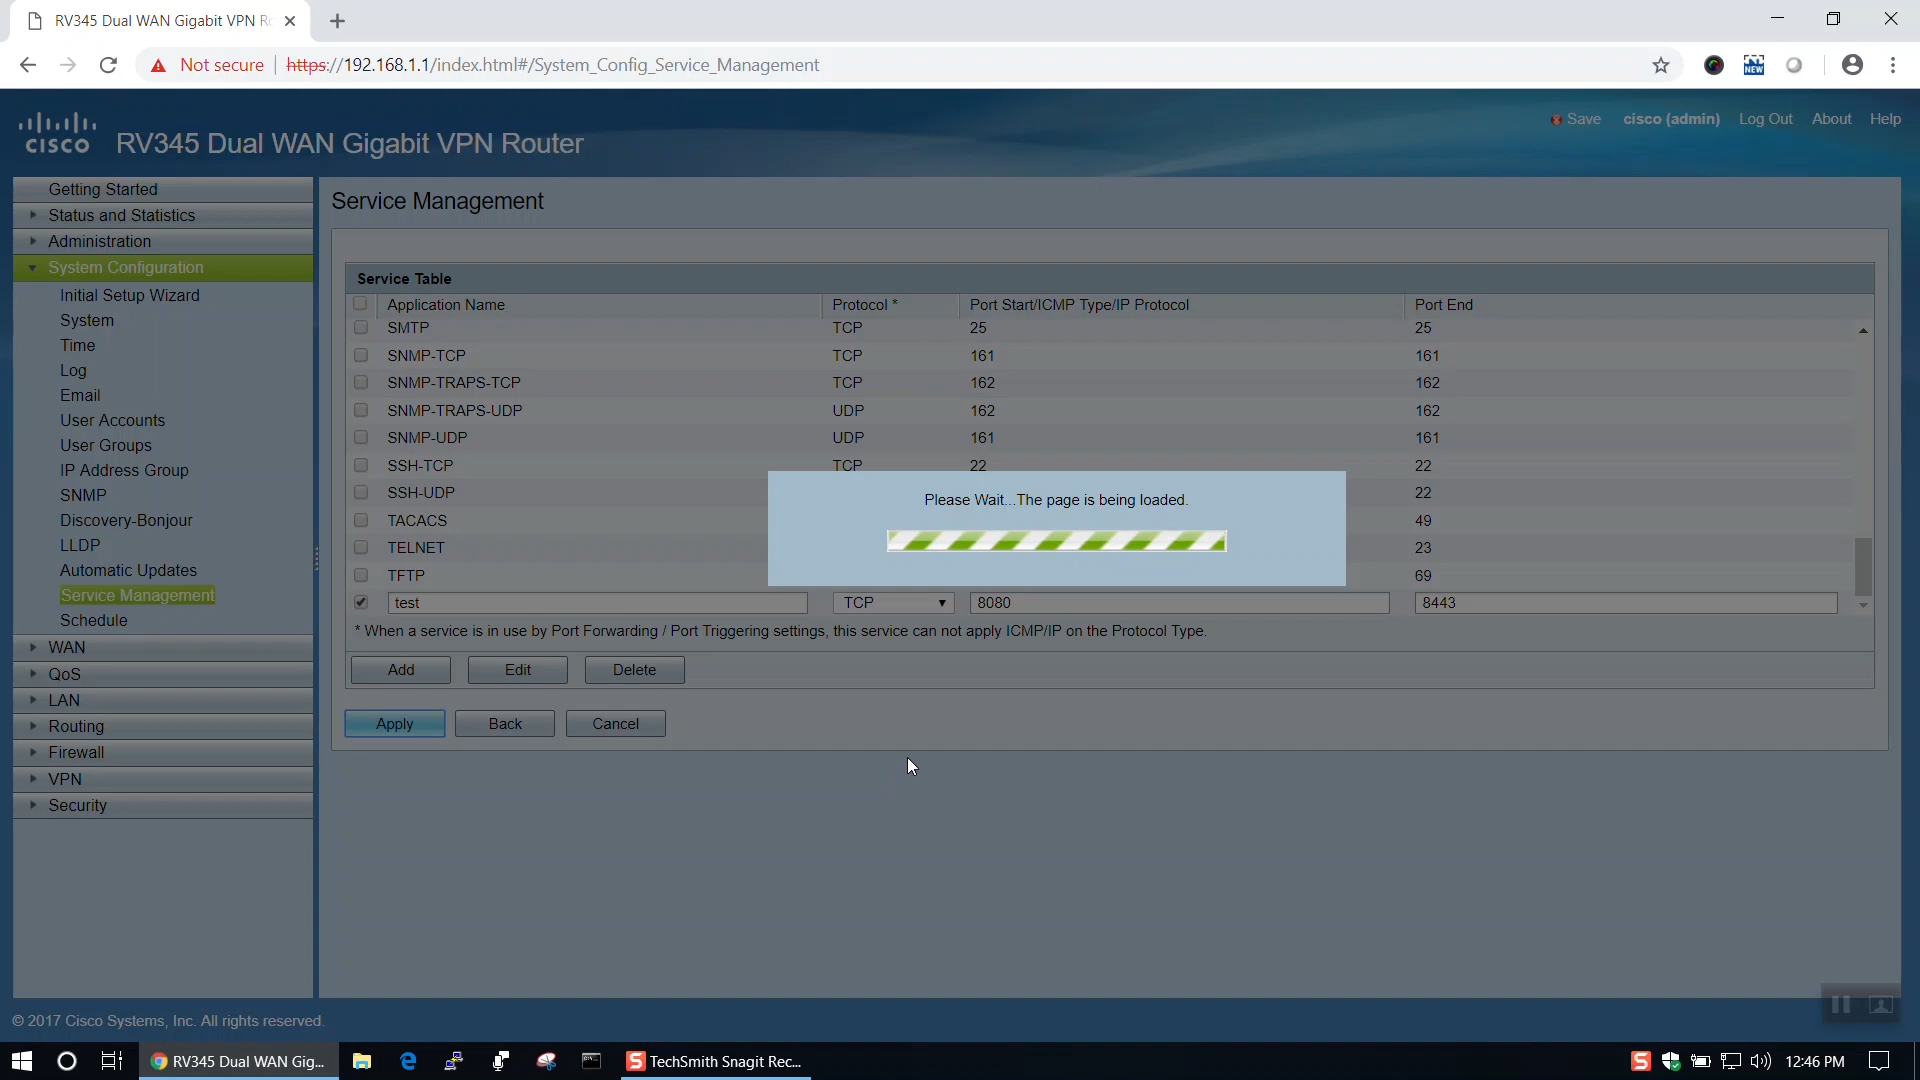 RV345 Dual WAN Gigabit VPN Ro
Not secure
https://192.168.1.1/index.html#/System_Config_Service_Management
NEW
cisco
RV345 Dual WAN Gigabit VPN Router
Save
cisco (admin)
Log Out
About
Help
Getting Started
Status and Statistics
Administration
System Configuration
Initial Setup Wizard
System
Time
Log
Email
User Accounts
User Groups
IP Address Group
SNMP
Discovery-Bonjour
LLDP
Automatic Updates
Service Management
Schedule
WAN
QoS
LAN
Routing
Firewall
VPN
Security
Service Management
Service Table
Application Name Protocol * Port Start/ICMP Type/IP Protocol Port End
SMTP TCP 25 25
SNMP-TCP TCP 161 161
SNMP-TRAPS-TCP TCP 162 162
SNMP-TRAPS-UDP UDP 162 162
SNMP-UDP UDP 161 161
SSH-TCP TCP 22 22
SSH-UDP 22
TACACS 49
TELNET 23
TFTP 69
test TCP 8080 8443
Please Wait...The page is being loaded.
* When a service is in use by Port Forwarding / Port Triggering settings, this service can not apply ICMP/IP on the Protocol Type.
Add Edit Delete
Apply Back Cancel
© 2017 Cisco Systems, Inc. All rights reserved.
RV345 Dual WAN Gig...
TechSmith Snagit Rec...
12:46 PM